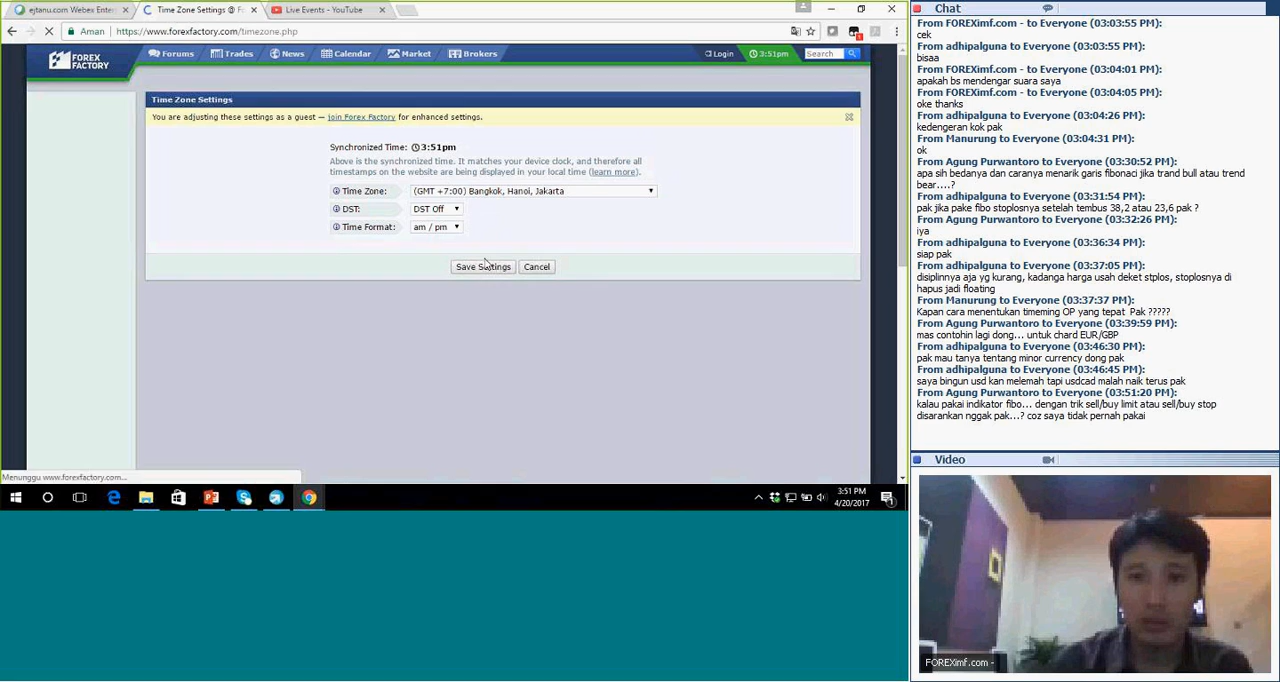 ejtanu.com Webex Enter
Time Zone Settings @ F
Live Events - YouTube
Aman
https://www.forexfactory.com/timezone.php
FOREX
FACTORY
Forums
Trades
News
Calendar
Market
Brokers
Login
3:51pm
Search
Time Zone Settings
You are adjusting these settings as a guest — join Forex Factory for enhanced settings.
Synchronized Time: 3:51pm
Above is the synchronized time. It matches your device clock, and therefore all
timestamps on the website are being displayed in your local time (learn more).
Time Zone: (GMT +7:00) Bangkok, Hanoi, Jakarta
DST: DST Off
Time Format: am / pm
Save Settings
Cancel
Menunggu www.forexfactory.com...
3:51 PM
4/20/2017
Chat
From FOREXimf.com - to Everyone (03:03:55 PM):
cek
From adhipalguna to Everyone (03:03:55 PM):
bisaa
From FOREXimf.com - to Everyone (03:04:01 PM):
apakah bs mendengar suara saya
From FOREXimf.com - to Everyone (03:04:05 PM):
oke thanks
From adhipalguna to Everyone (03:04:26 PM):
kedengeran kok pak
From Manurung to Everyone (03:04:31 PM):
ok
From Agung Purwantoro to Everyone (03:30:52 PM):
apa sih bedanya dan caranya menarik garis fibonaci jika trand bull atau trend
bear....?
From adhipalguna to Everyone (03:31:54 PM):
pak jika pake fibo stoplosnya setelah tembus 38,2 atau 23,6 pak ?
From Agung Purwantoro to Everyone (03:32:26 PM):
iya
From adhipalguna to Everyone (03:36:34 PM):
siap pak
From adhipalguna to Everyone (03:37:05 PM):
disiplinnya aja yg kurang, kadanga harga usah deket stplos, stoplosnya di
hapus jadi floating
From Manurung to Everyone (03:37:37 PM):
Kapan cara menentukan timeming OP yang tepat  Pak ?????
From Agung Purwantoro to Everyone (03:39:59 PM):
mas contohin lagi dong... untuk chard EUR/GBP
From adhipalguna to Everyone (03:46:30 PM):
pak mau tanya tentang minor currency dong pak
From adhipalguna to Everyone (03:46:45 PM):
saya bingun usd kan melemah tapi usdcad malah naik terus pak
From Agung Purwantoro to Everyone (03:51:20 PM):
kalau pakai indikator fibo... dengan trik sell/buy limit atau sell/buy stop
disarankan nggak pak...? coz saya tidak pernah pakai
Video
FOREXimf.com -